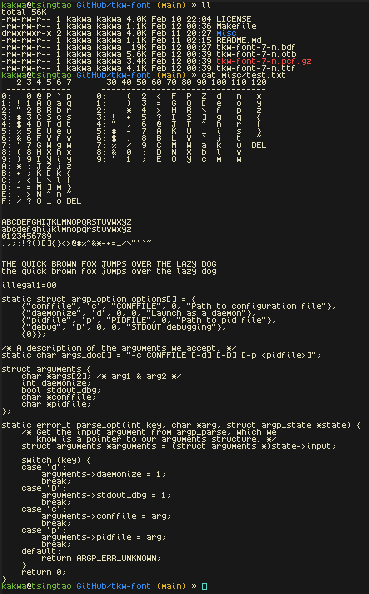 kakwa@tsingtao GitHub/tkw-font (main) » ll
total 56K
-rw-r--r-- 1 kakwa kakwa 4.0K Feb 10 22:04 LICENSE
-rw-r--r-- 1 kakwa kakwa 1.1K Feb 12 00:36 Makefile
drwxrwxr-x 2 kakwa kakwa 4.0K Feb 11 20:27 misc
-rw-r--r-- 1 kakwa kakwa 1.1K Feb 11 02:15 README.md
-rw-r--r-- 1 kakwa kakwa 19K Feb 12 00:27 tkw-font-7-n.bdf
-rw-r--r-- 1 kakwa kakwa 5.6K Feb 12 00:39 tkw-font-7-n.otb
-rw-r--r-- 1 kakwa kakwa 3.4K Feb 12 00:39 tkw-font-7-n.pcf.gz
-rw-r--r-- 1 kakwa kakwa 4.1K Feb 12 00:39 tkw-font-7-n.ttf
kakwa@tsingtao GitHub/tkw-font (main) » cat misc/test.txt
2 3 4 5 6 7 30 40 50 60 70 80 90 100 110 120
0: 0 @ P ` p 0: ( 2 < F P Z d n x
1: ! 1 A Q a q 1: ) 3 = G Q [ e o y
2: " 2 B R b r 2: * 4 > H R \ f p z
3: # 3 C S c s 3: ! + 5 ? I S ] g q {
4: $ 4 D T d t 4: " , 6 @ J T ^ h r |
5: % 5 E U e u 5: # - 7 A K U _ i s }
6: & 6 F V f v 6: $ . 8 B L V ` j t ~
7: ' 7 G W g w 7: % / 9 C M W a k u DEL
8: ( 8 H X h x 8: & 0 : D N X b l v
9: ) 9 I Y i y 9: ' 1 ; E O Y c m w
A: * : J Z j z
B: + ; K [ k {
C: , < L \ l |
D: - = M ] m }
E: . > N ^ n ~
F: / ? O _ o DEL
ABCDEFGHIJKLMNOPQRSTUVWXYZ
abcdefghijklmnopqrstuvwxyz
0123456789
THE QUICK BROWN FOX JUMPS OVER THE LAZY DOG
the quick brown fox jumps over the lazy dog
illegal1=O0
static struct argp_option options[] = {
{"conffile", 'c', "CONFFILE", 0, "Path to configuration file"},
{"daemonize", 'd', 0, 0, "Launch as a daemon"},
{"pidfile", 'p', "PIDFILE", 0, "Path to pid file"},
{"debug", 'D', 0, 0, "STDOUT debugging"},
{0}};
/* A description of the arguments we accept. */
static char args_doc[] = "-c CONFFILE [-d] [-D] [-p <pidfile>]";
struct arguments {
char *args[2]; /* arg1 & arg2 */
int daemonize;
bool stdout_dbg;
char *conffile;
char *pidfile;
};
static error_t parse_opt(int key, char *arg, struct argp_state *state) {
/* Get the input argument from argp_parse, which we
know is a pointer to our arguments structure. */
struct arguments *arguments = (struct arguments *)state->input;
switch (key) {
case 'd':
arguments->daemonize = 1;
break;
case 'D':
arguments->stdout_dbg = 1;
break;
case 'c':
arguments->conffile = arg;
break;
case 'p':
arguments->pidfile = arg;
break;
default:
return ARGP_ERR_UNKNOWN;
}
return 0;
}
kakwa@tsingtao GitHub/tkw-font (main) »